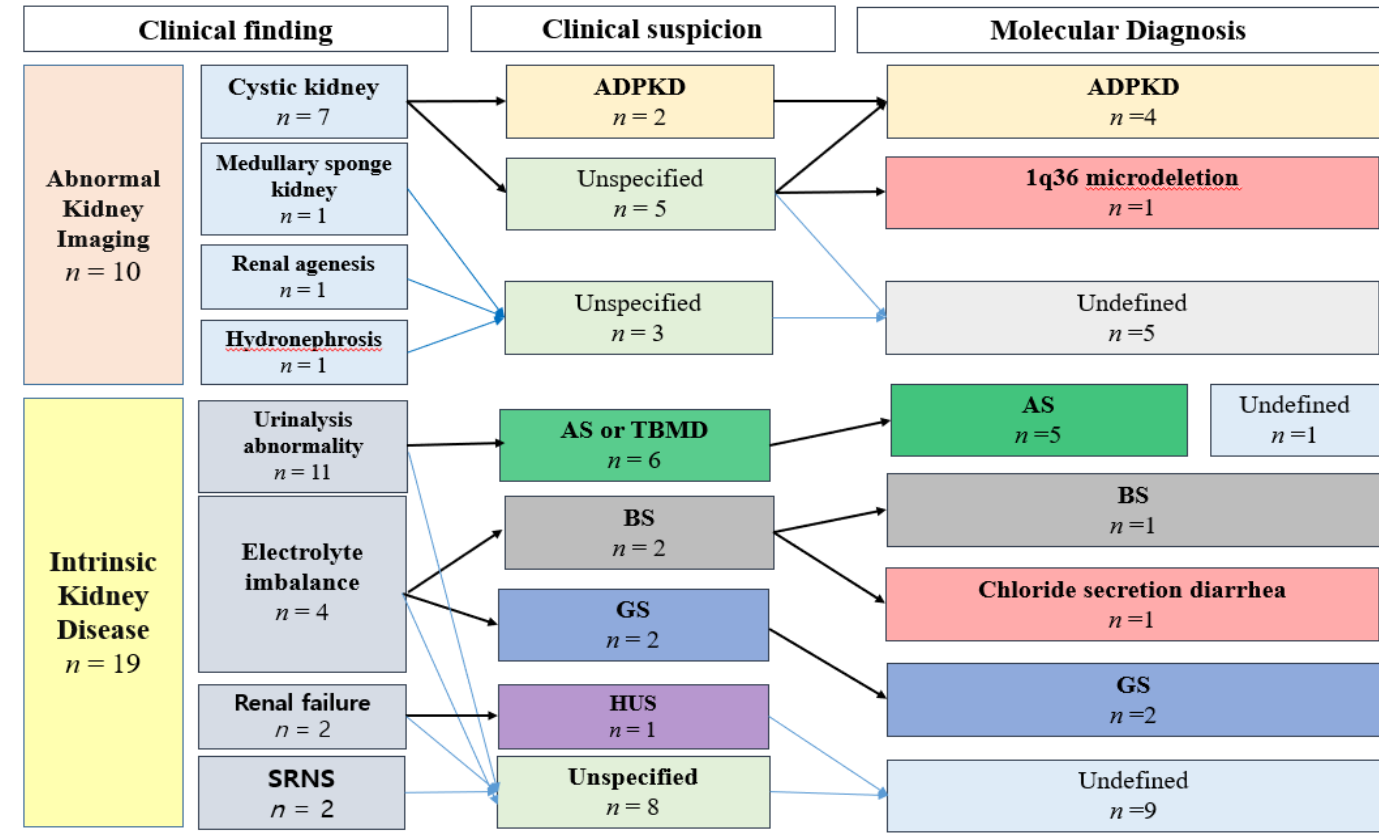 Clinical finding
Clinical suspicion
Molecular Diagnosis
Abnormal
Kidney
Imaging
n = 10
Cystic kidney
n = 7
Medullary sponge
kidney
n = 1
Renal agenesis
n = 1
Hydronephrosis
n = 1
ADPKD
n = 2
Unspecified
n = 5
Unspecified
n = 3
ADPKD
n =4
1q36 microdeletion
n =1
Undefined
n =5
Intrinsic
Kidney
Disease
n = 19
Urinalysis
abnormality
n = 11
Electrolyte
imbalance
n = 4
Renal failure
n = 2
SRNS
n = 2
AS or TBMD
n = 6
BS
n = 2
GS
n = 2
HUS
n = 1
Unspecified
n = 8
AS
n =5
Undefined
n =1
BS
n =1
Chloride secretion diarrhea
n =1
GS
n =2
Undefined
n =9